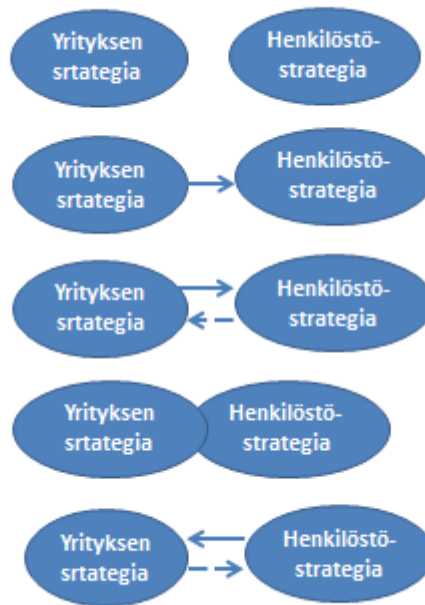 Yrityksen
srtategia
Henkilöstö-
strategia
Yrityksen
srtategia
Henkilöstö-
strategia
Yrityksen
srtategia
Henkilöstö-
strategia
Yrityksen
srtategia
Henkilöstö-
strategia
Yrityksen
srtategia
Henkilöstö-
strategia